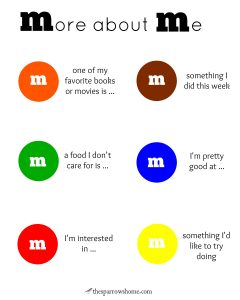 more about me
m
one of my
favorite books
or movies is ...
m
something I
did this week
m
a food I don't
care for is ...
m
I'm pretty
good at ...
m
I'm interested
in ...
m
something I'd
like to try
doing
thesparrowshome.com